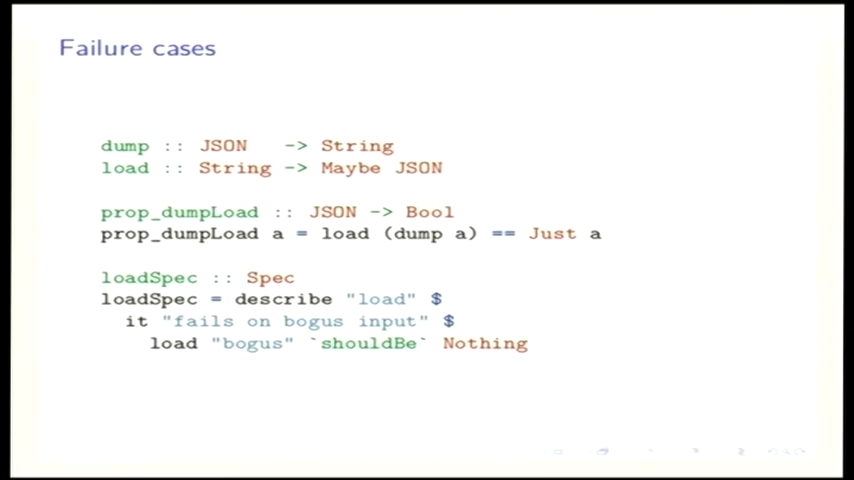 Failure cases
dump :: JSON -> String
load :: String -> Maybe JSON
prop_dumpLoad :: JSON -> Bool
prop_dumpLoad a = load (dump a) == Just a
loadSpec :: Spec
loadSpec = describe "load" $
it "fails on bogus input" $
load "bogus" `shouldBe` Nothing